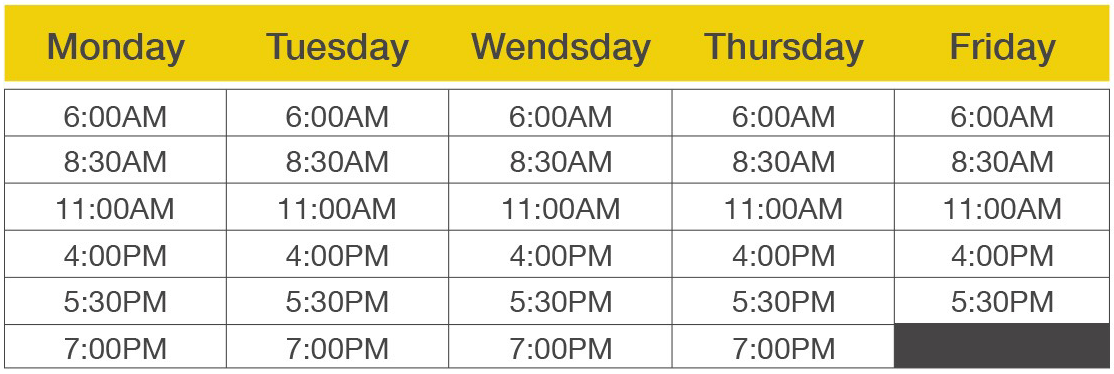 Monday Tuesday Wendsday Thursday Friday
6:00AM 6:00AM 6:00AM 6:00AM 6:00AM
8:30AM 8:30AM 8:30AM 8:30AM 8:30AM
11:00AM 11:00AM 11:00AM 11:00AM 11:00AM
4:00PM 4:00PM 4:00PM 4:00PM 4:00PM
5:30PM 5:30PM 5:30PM 5:30PM 5:30PM
7:00PM 7:00PM 7:00PM 7:00PM